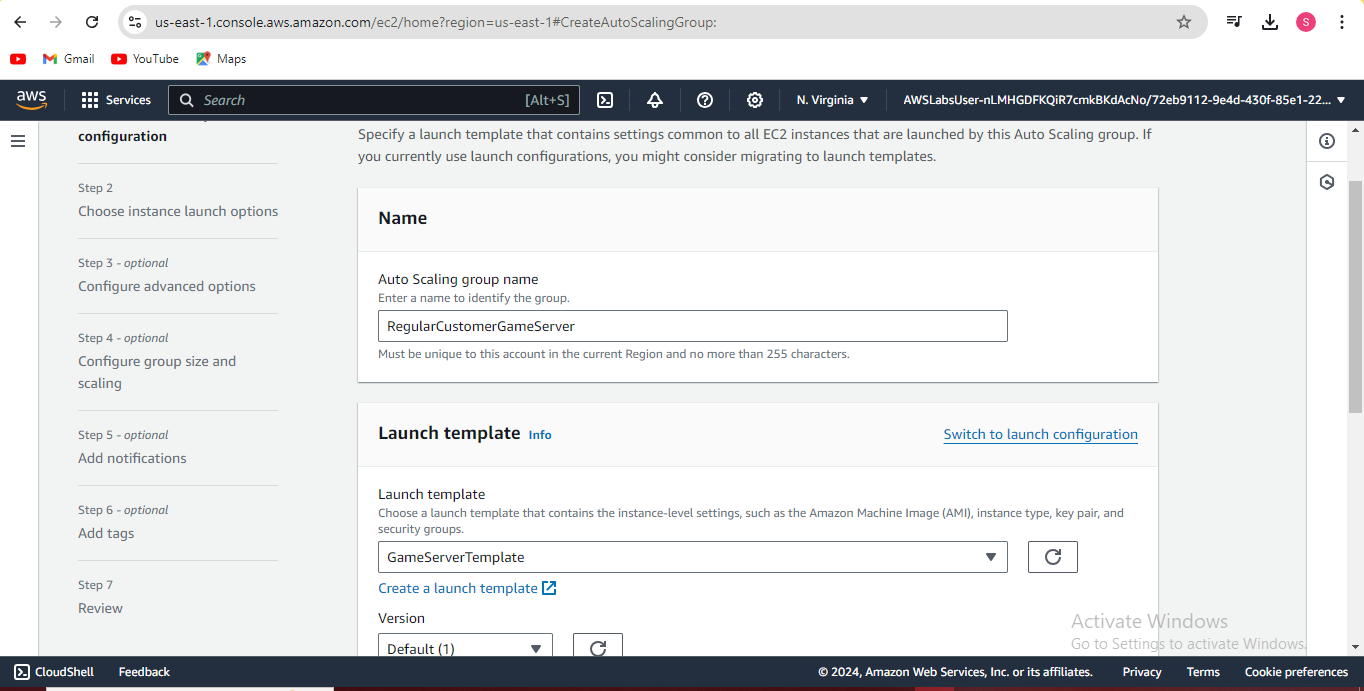 us-east-1.console.aws.amazon.com/ec2/home?region=us-east-1#CreateAutoScalingGroup:
S
Gmail
YouTube
Maps
aws
Services
Search
[Alt+S]
N. Virginia
AWSLabsUser-nLMHGDFKQiR7cmkBKdAcNo/72eb9112-9e4d-430f-85e1-22...
configuration
Step 2
Choose instance launch options
Step 3 - optional
Configure advanced options
Step 4 - optional
Configure group size and
scaling
Step 5 - optional
Add notifications
Step 6 - optional
Add tags
Step 7
Review
Specify a launch template that contains settings common to all EC2 instances that are launched by this Auto Scaling group. If
you currently use launch configurations, you might consider migrating to launch templates.
Name
Auto Scaling group name
Enter a name to identify the group.
RegularCustomerGameServer
Must be unique to this account in the current Region and no more than 255 characters.
Launch template Info
Switch to launch configuration
Launch template
Choose a launch template that contains the instance-level settings, such as the Amazon Machine Image (AMI), instance type, key pair, and
security groups.
GameServerTemplate
Create a launch template
Version
Default (1)
Activate Windows
Go to Settings to activate Windows.
CloudShell
Feedback
© 2024, Amazon Web Services, Inc. or its affiliates.
Privacy
Terms
Cookie preferences